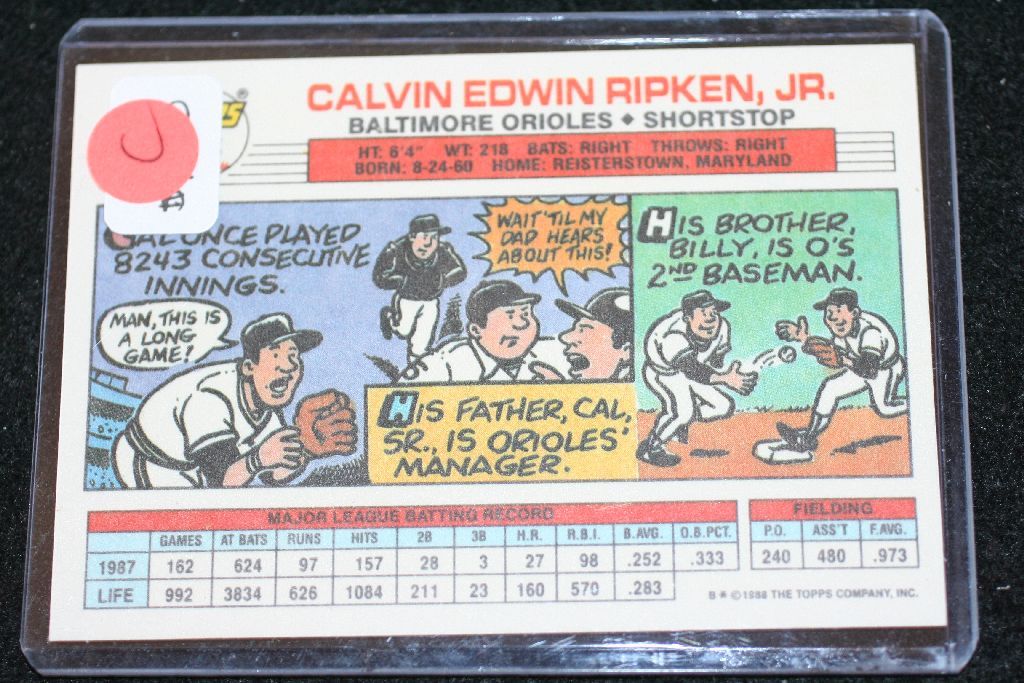 CALVIN EDWIN RIPKEN, JR.
BALTIMORE ORIOLES ◆ SHORTSTOP
HT: 6'4" WT: 218 BATS: RIGHT THROWS: RIGHT
BORN: 8-24-60 HOME: REISTERSTOWN, MARYLAND
CAL ONCE PLAYED
8243 CONSECUTIVE
INNINGS.
MAN, THIS IS
A LONG
GAME!
WAIT 'TIL MY
DAD HEARS
ABOUT THIS!
HIS FATHER, CAL,
SR., IS ORIOLES'
MANAGER.
HIS BROTHER,
BILLY, IS O'S
2ND BASEMAN.
MAJOR LEAGUE BATTING RECORD
GAMES AT BATS RUNS HITS 2B 3B H.R. R.B.I. B.AVG. O.B.PCT.
1987 162 624 97 157 28 3 27 98 .252 .333
LIFE 992 3834 626 1084 211 23 160 570 .283
FIELDING
P.O. ASS'T F.AVG.
240 480 .973
B * © 1988 THE TOPPS COMPANY, INC.